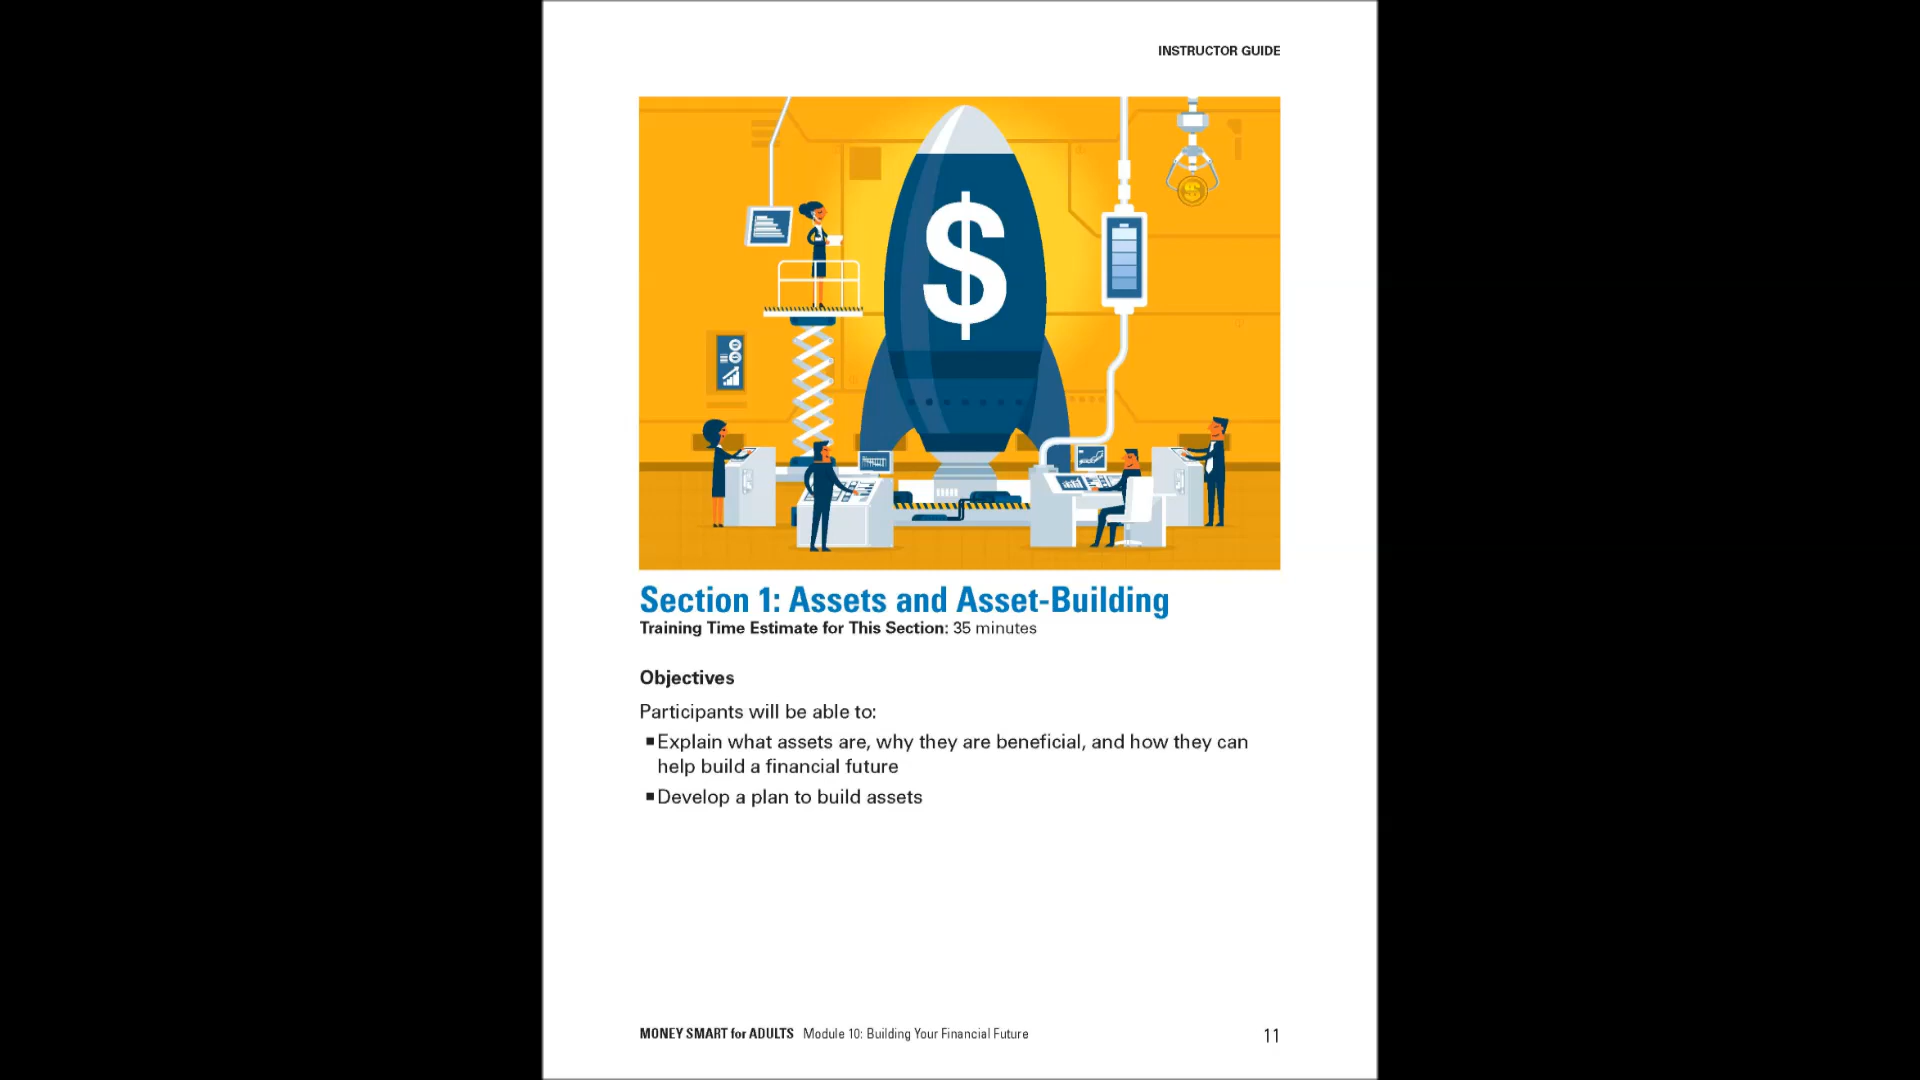 INSTRUCTOR GUIDE
$
$
Section 1: Assets and Asset-Building
Training Time Estimate for This Section: 35 minutes
Objectives
Participants will be able to:
■ Explain what assets are, why they are beneficial, and how they can
help build a financial future
■ Develop a plan to build assets
MONEY SMART for ADULTS Module 10: Building Your Financial Future
11